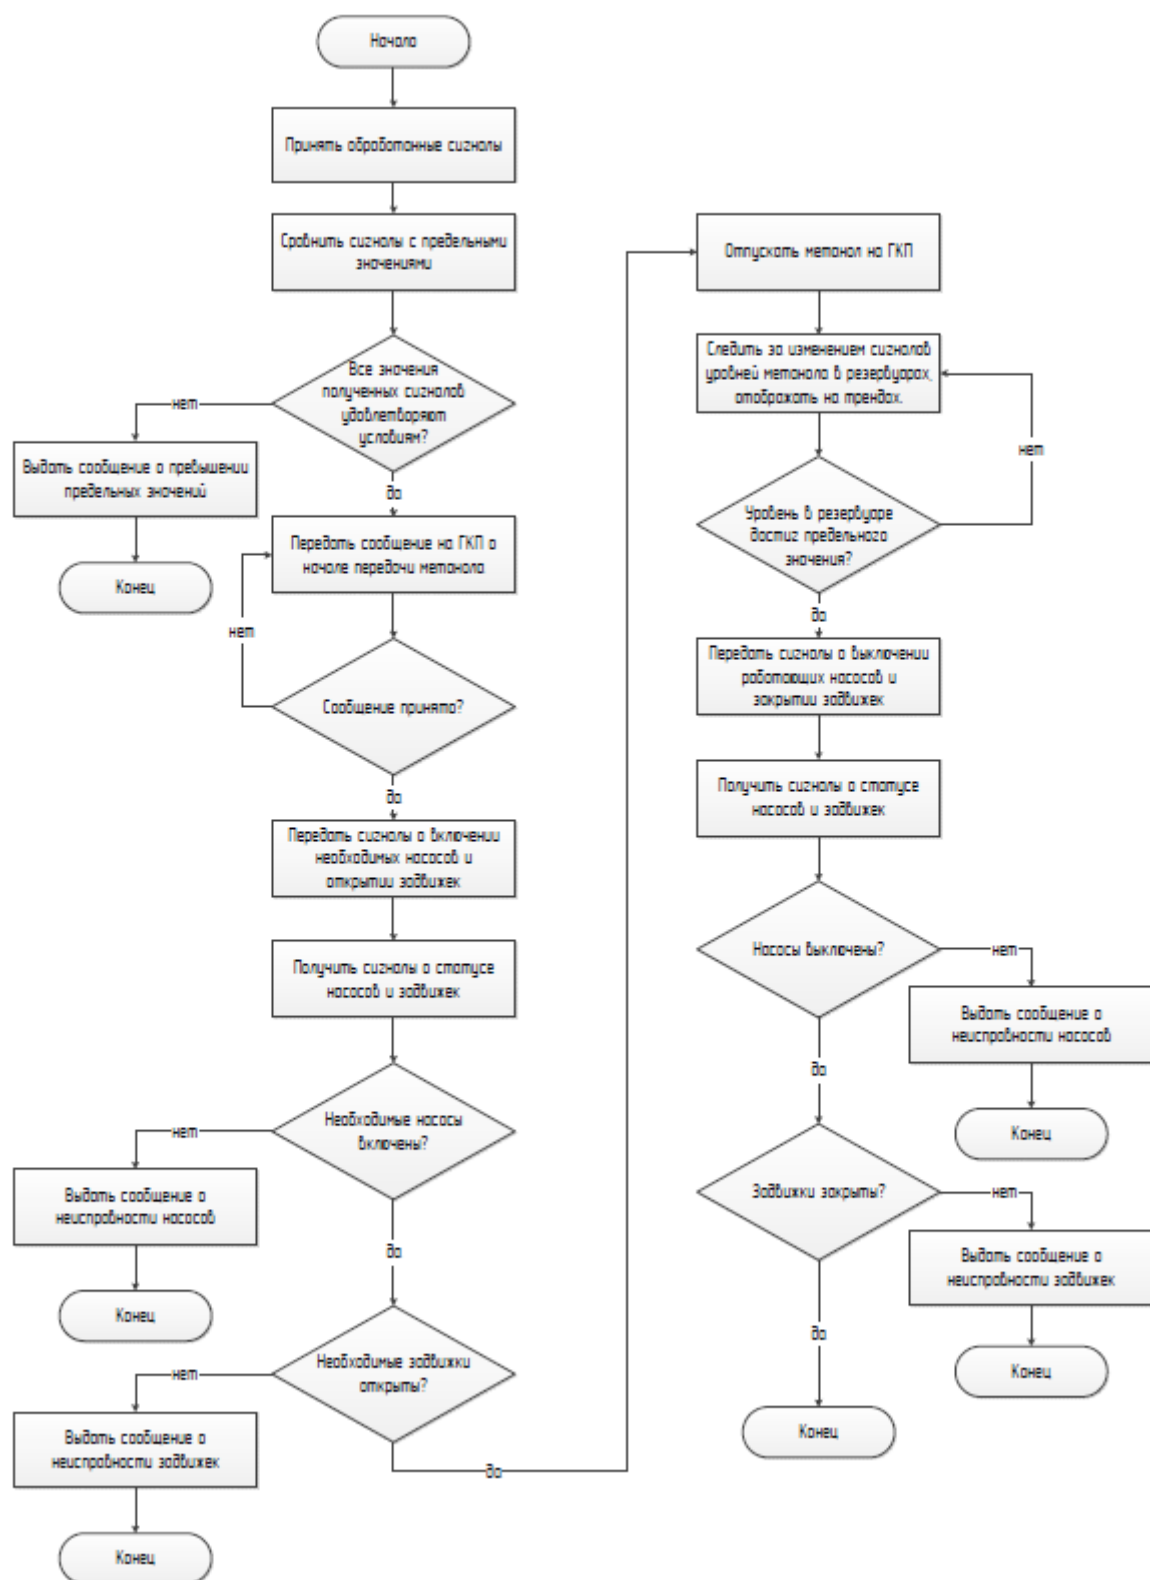 Начало
Принять обработанные сигналы
Сравнить сигналы с предельными
значениями
Все значения
полученных сигналов
удовлетворяют
условиям?
нет
Выдать сообщение о превышении
предельных значений
Конец
да
Передать сообщение на ГКП о
начале передачи метанола
нет
Сообщение принято?
да
Передать сигналы о включении
необходимых насосов и
открытии задвижек
Получить сигналы о статусе
насосов и задвижек
Необходимые насосы
включены?
нет
Выдать сообщение о
неисправности насосов
Конец
да
Необходимые задвижки
открыты?
нет
Выдать сообщение о
неисправности задвижек
Конец
да
Отпускать метанол на ГКП
Следить за изменением сигналов
уровней метанола в резервуарах,
отображать на трендах.
нет
Уровень в резервуаре
достиг предельного
значения?
да
Передать сигналы о выключении
работающих насосов и
закрытии задвижек
Получить сигналы о статусе
насосов и задвижек
Насосы выключены?
нет
Выдать сообщение о
неисправности насосов
Конец
да
Задвижки закрыты?
нет
Выдать сообщение о
неисправности задвижек
Конец
да
Конец